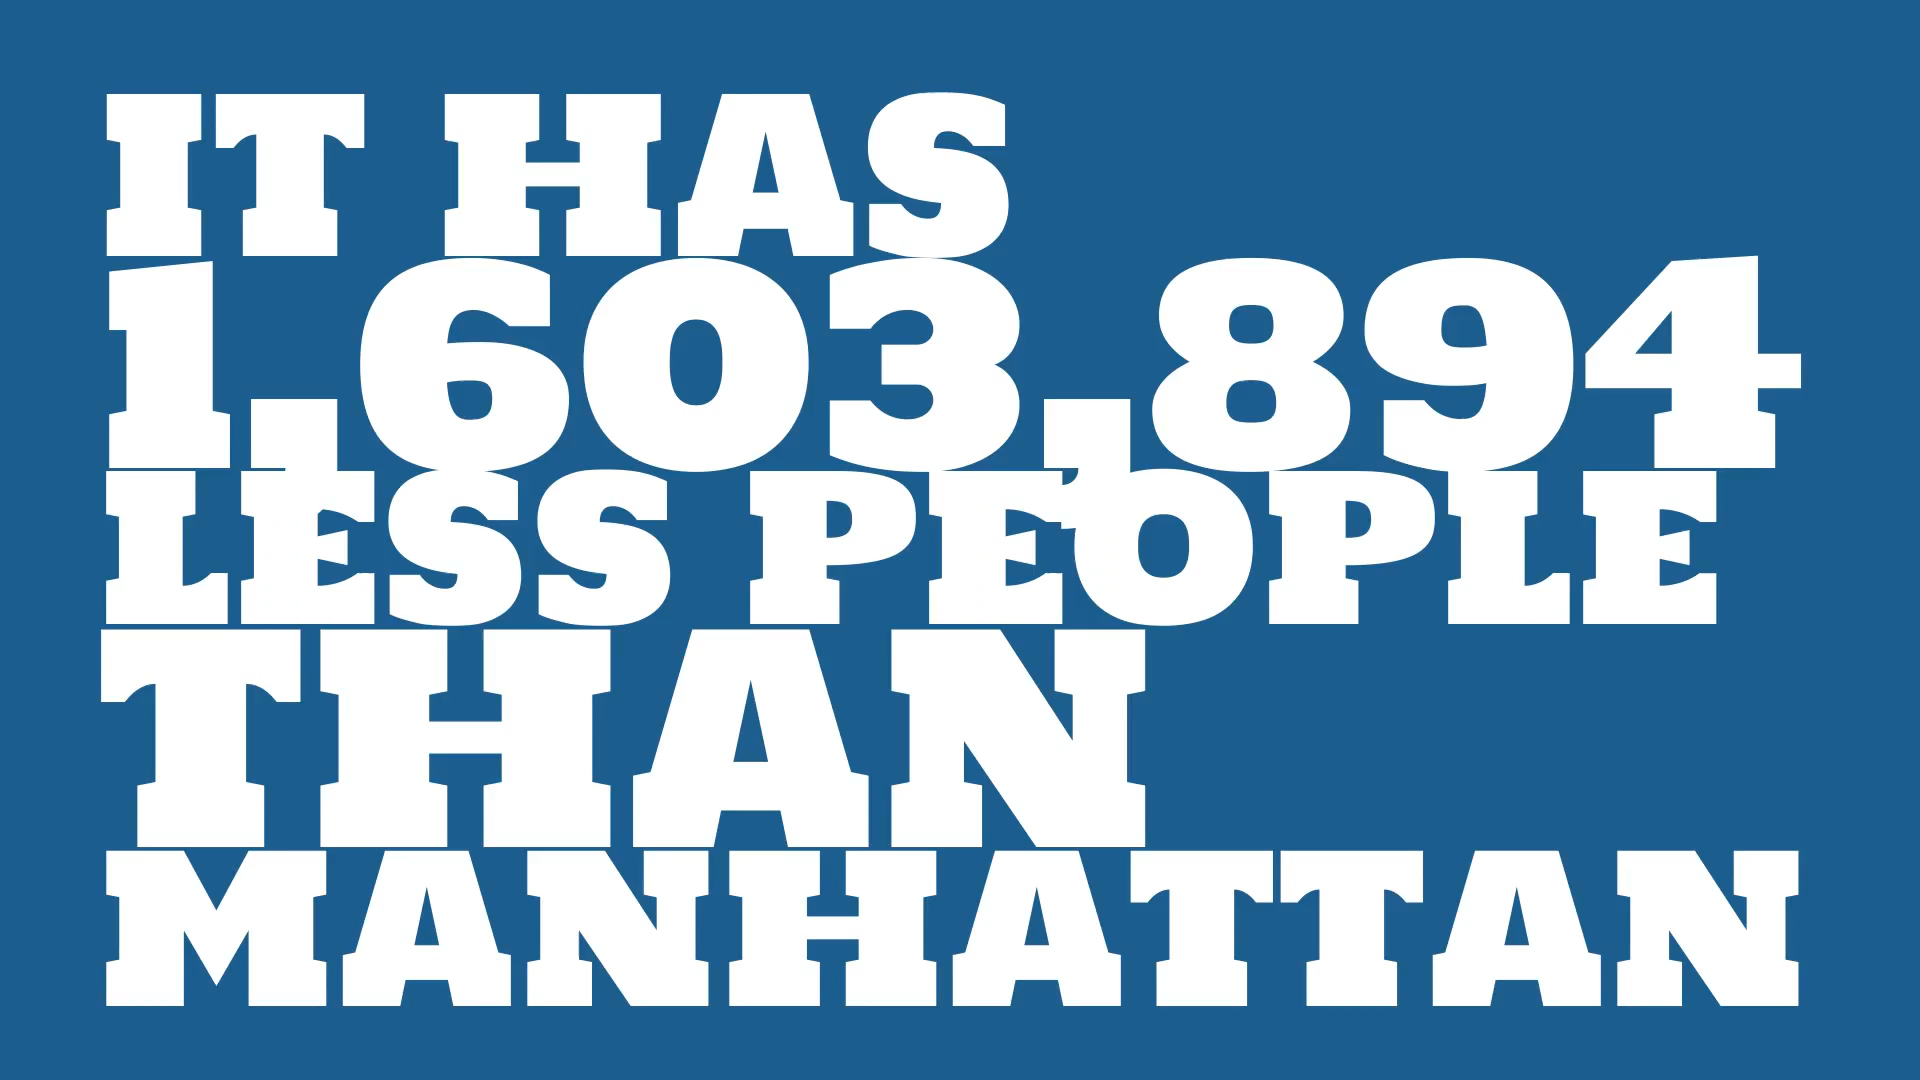 IT HAS
1,603,894
LESS PEOPLE
THAN
MANHATTAN